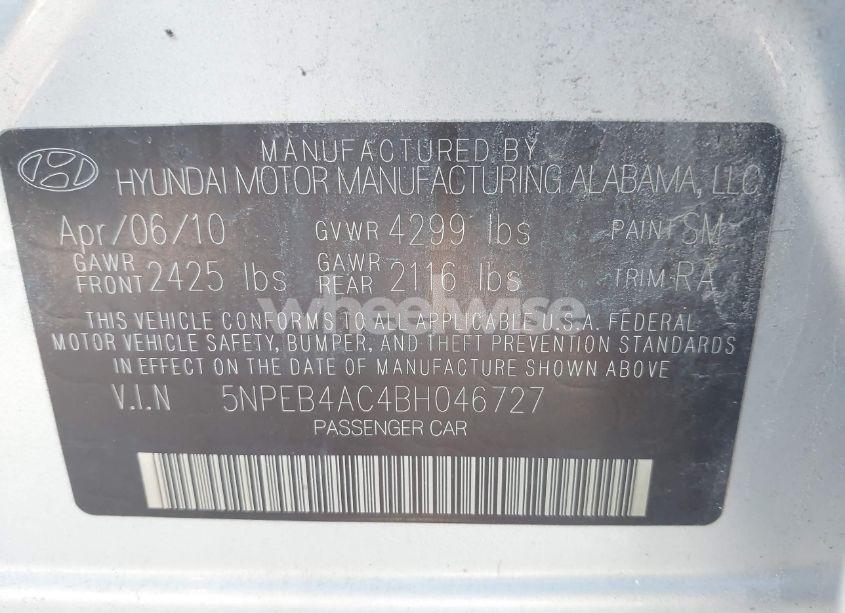 MANUFACTURED BY
HYUNDAI MOTOR MANUFACTURING ALABAMA, LLC
Apr/06/10 GVWR 4299 lbs PAINT SM
GAWR FRONT 2425 lbs GAWR REAR 2116 lbs TRIM RA
wheelwise
THIS VEHICLE CONFORMS TO ALL APPLICABLE U.S.A. FEDERAL
MOTOR VEHICLE SAFETY, BUMPER, AND THEFT PREVENTION STANDARDS
IN EFFECT ON THE DATE OF MANUFACTURE SHOWN ABOVE
V.I.N 5NPEB4AC4BH046727
PASSENGER CAR